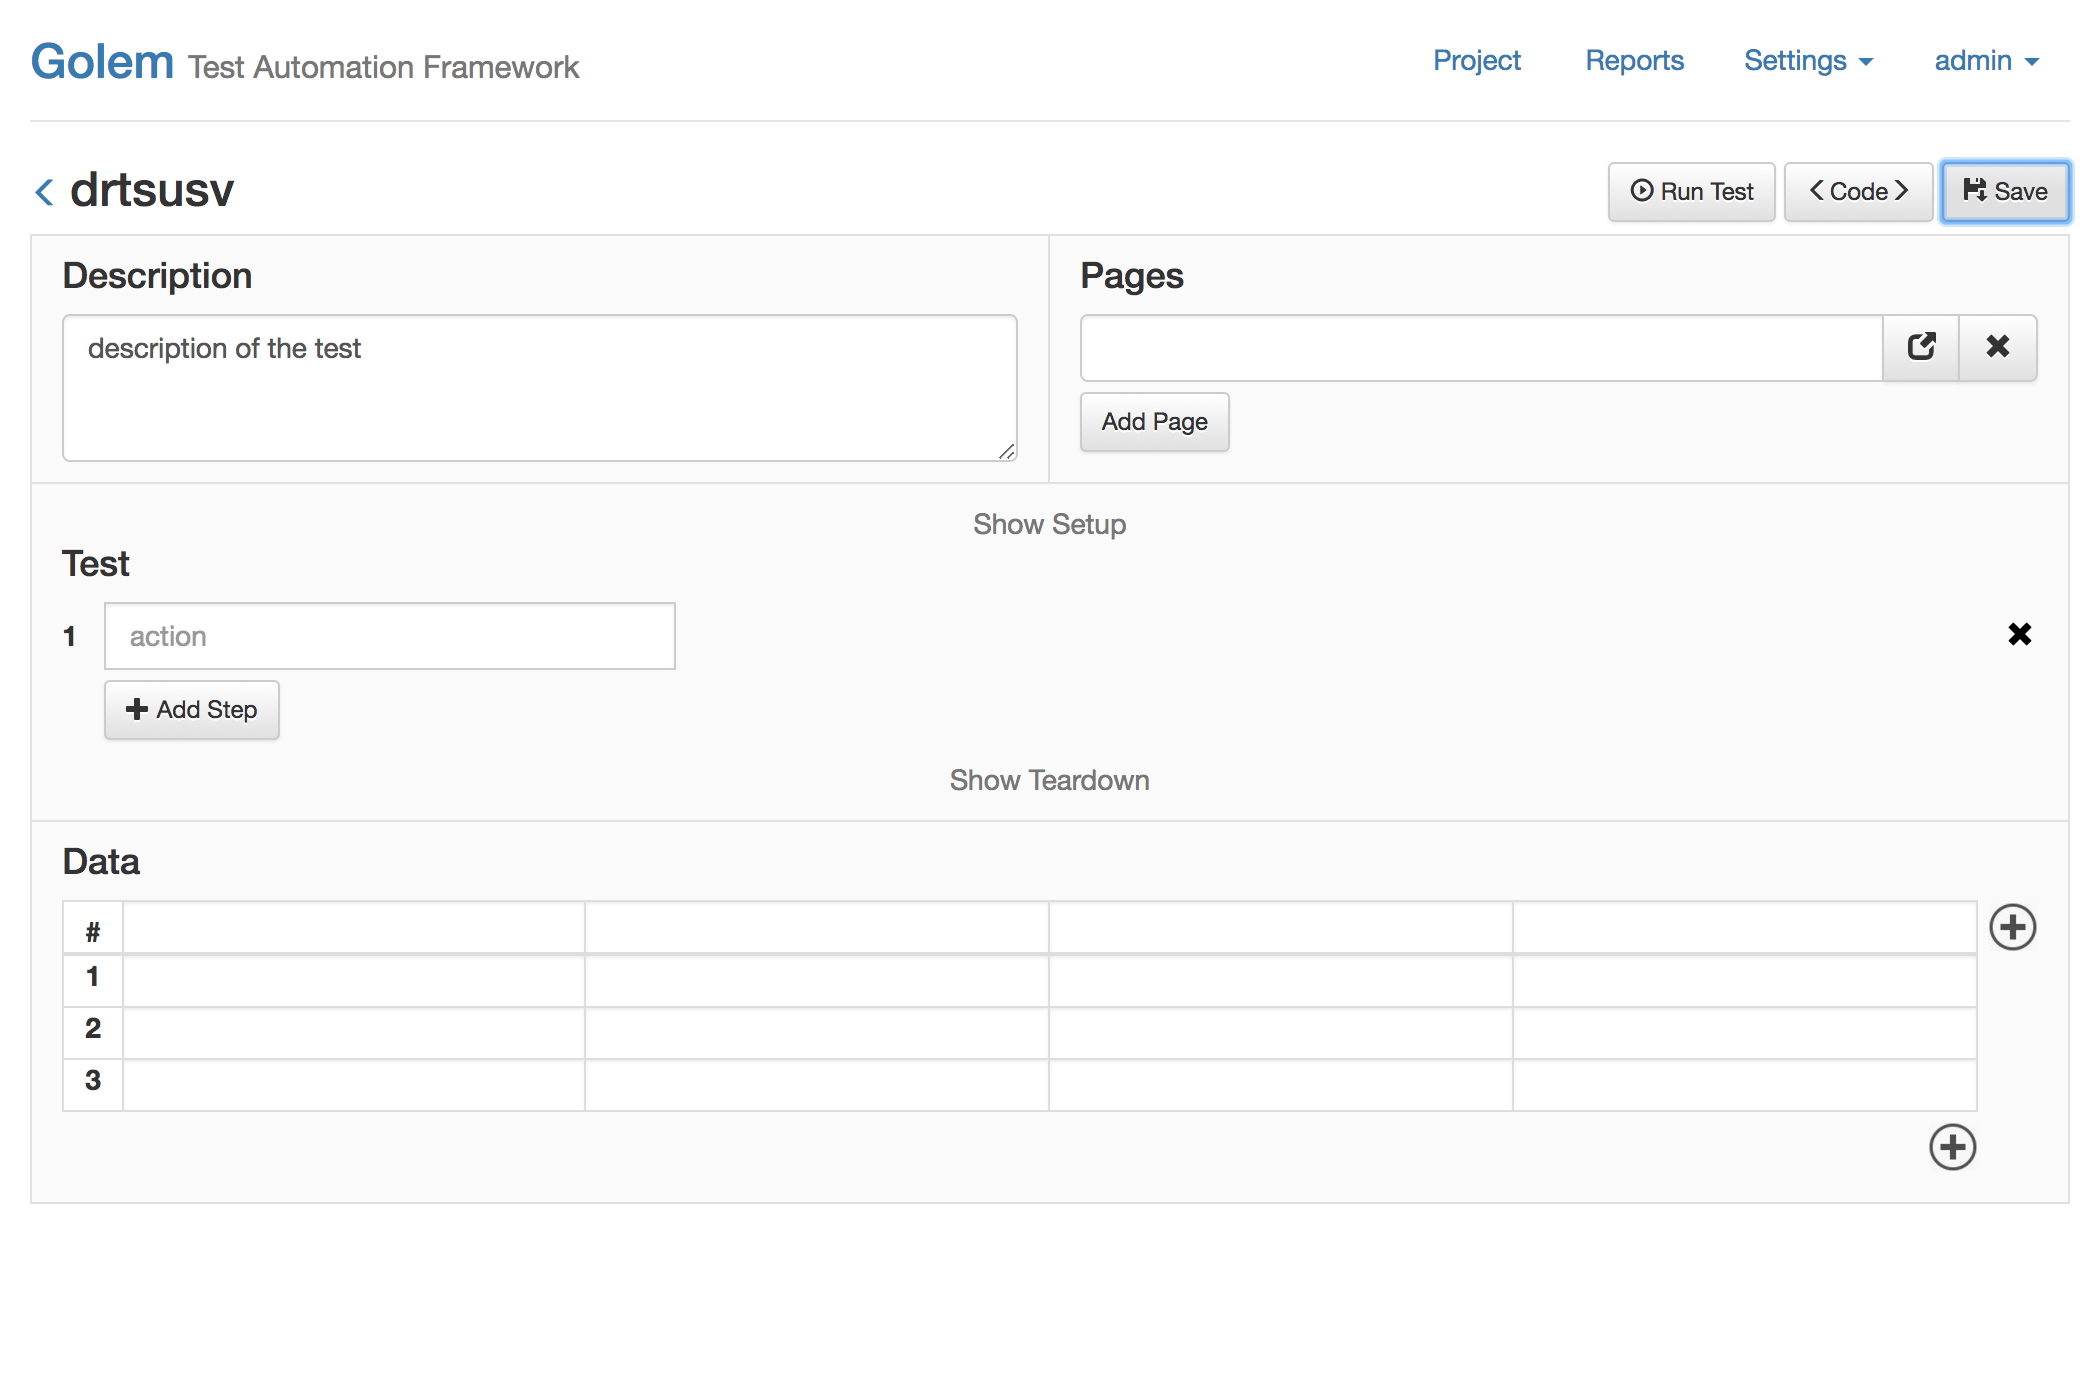 Golem Test Automation Framework
Project Reports Settings admin
drtsusv
Run Test
Code
Save
Description
description of the test
Pages
Add Page
Show Setup
Test
1 action
Add Step
Show Teardown
Data
#
1
2
3